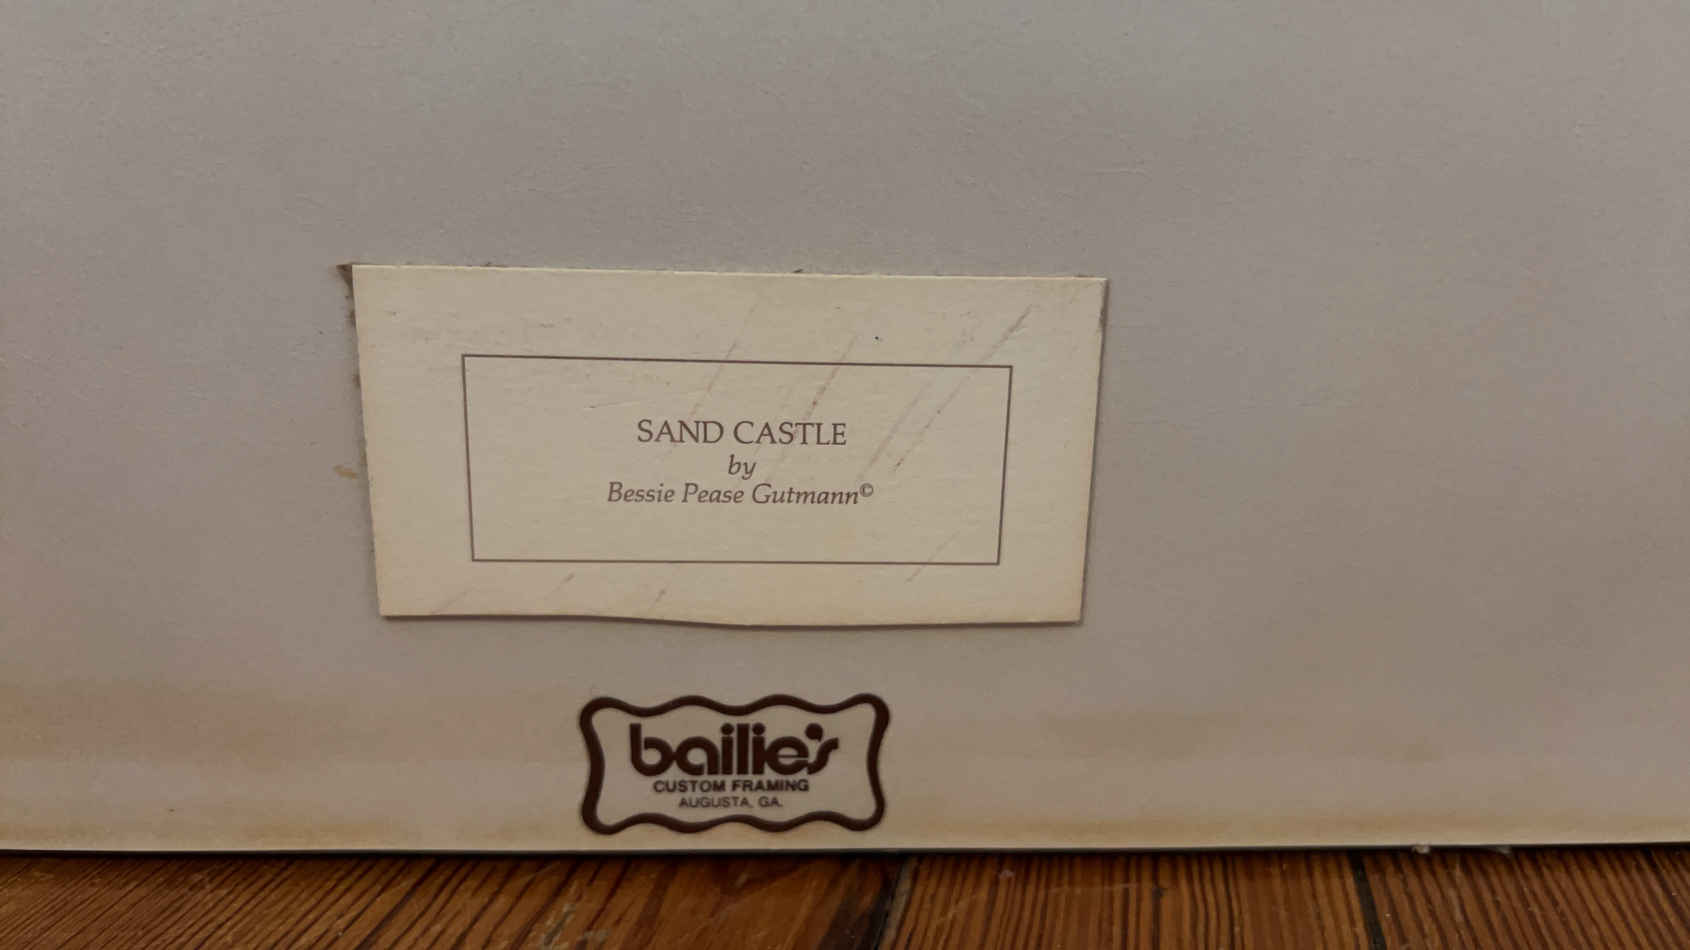 SAND CASTLE
by
Bessie Pease Gutmann©
bailie's
CUSTOM FRAMING
AUGUSTA, GA.